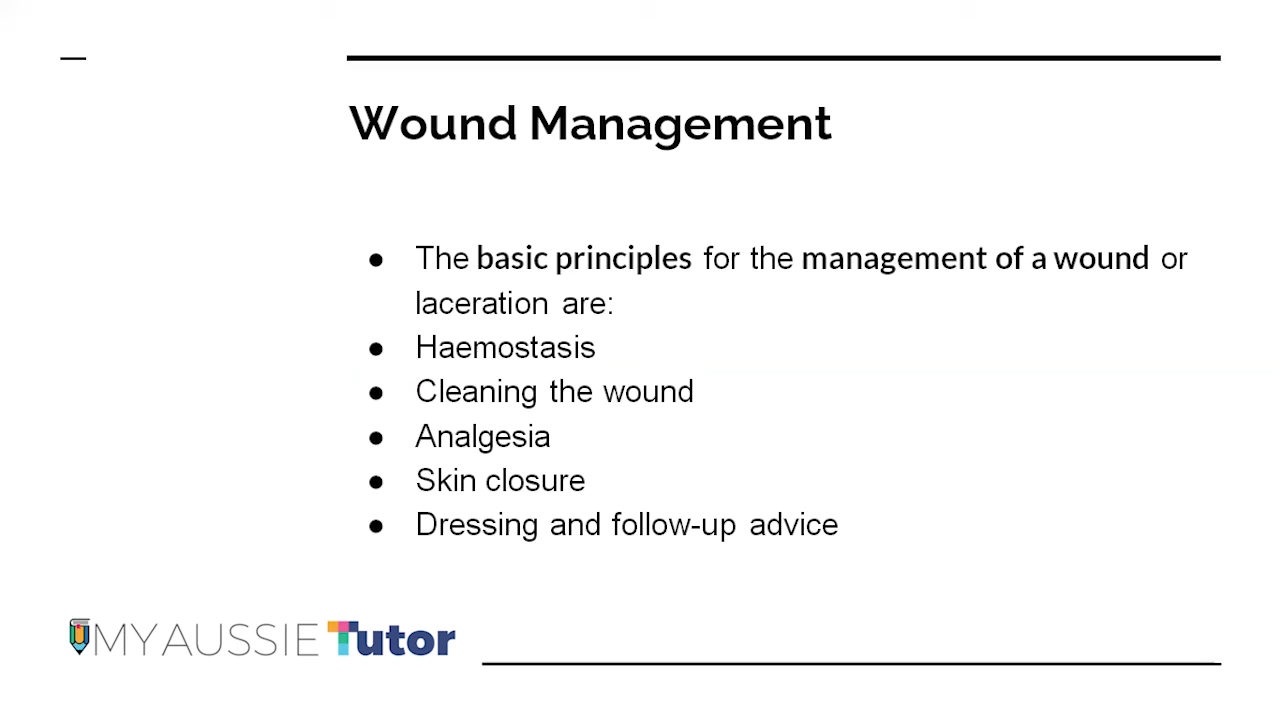 Wound Management
● The basic principles for the management of a wound or
laceration are:
● Haemostasis
● Cleaning the wound
● Analgesia
● Skin closure
● Dressing and follow-up advice
MY AUSSIE Tutor